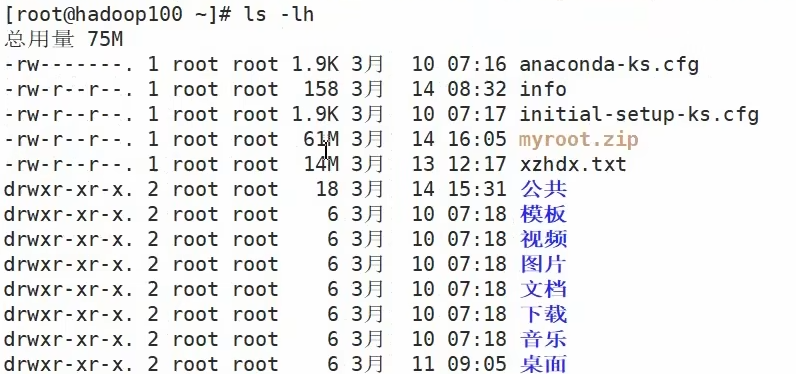 [root@hadoop100 ~]# ls -lh
总用量 75M
-rw-------. 1 root root 1.9K 3月  10 07:16 anaconda-ks.cfg
-rw-r--r--. 1 root root  158 3月  14 08:32 info
-rw-r--r--. 1 root root 1.9K 3月  10 07:17 initial-setup-ks.cfg
-rw-r--r--. 1 root root  61M 3月  14 16:05 myroot.zip
-rw-r--r--. 1 root root  14M 3月  13 12:17 xzhdx.txt
drwxr-xr-x. 2 root root   18 3月  14 15:31 公共
drwxr-xr-x. 2 root root    6 3月  10 07:18 模板
drwxr-xr-x. 2 root root    6 3月  10 07:18 视频
drwxr-xr-x. 2 root root    6 3月  10 07:18 图片
drwxr-xr-x. 2 root root    6 3月  10 07:18 文档
drwxr-xr-x. 2 root root    6 3月  10 07:18 下载
drwxr-xr-x. 2 root root    6 3月  10 07:18 音乐
drwxr-xr-x. 2 root root    6 3月  11 09:05 桌面